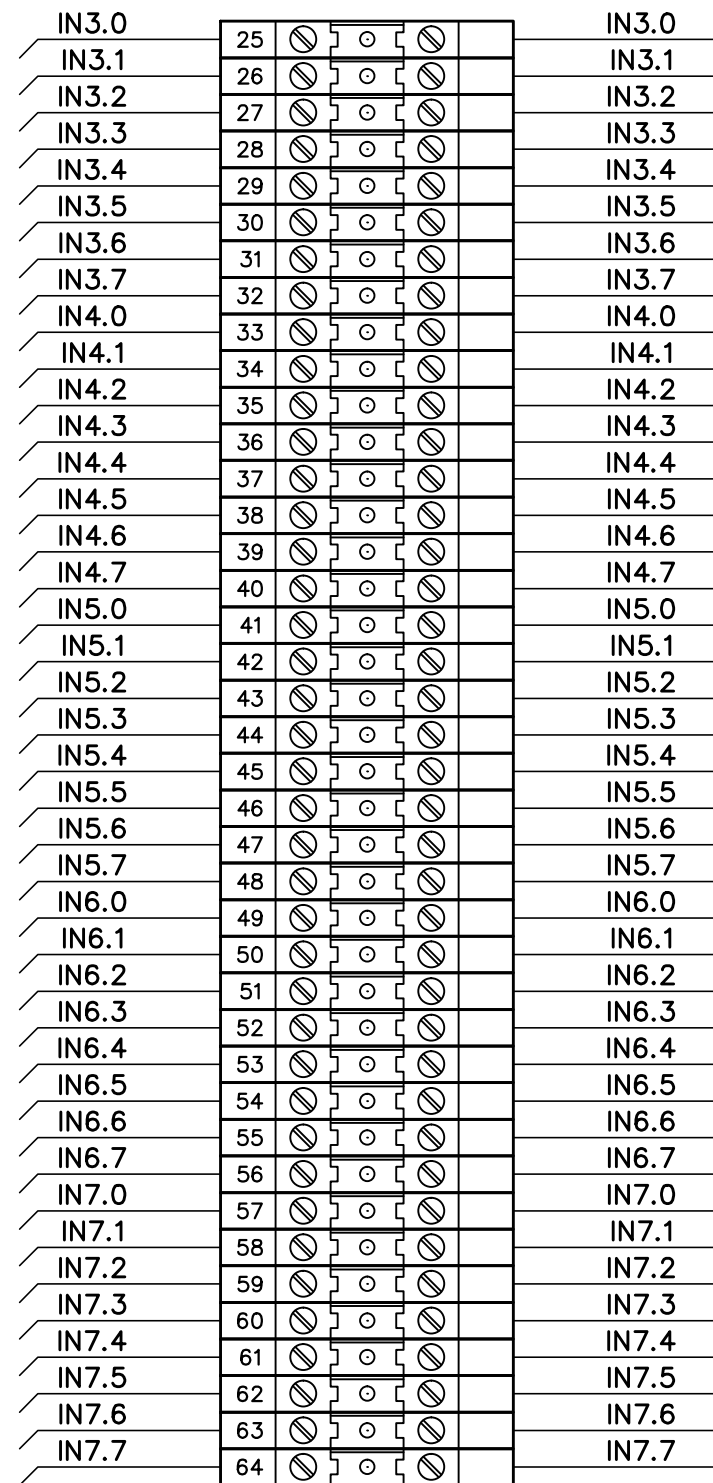 IN3.0 25 IN3.0
IN3.1 26 IN3.1
IN3.2 27 IN3.2
IN3.3 28 IN3.3
IN3.4 29 IN3.4
IN3.5 30 IN3.5
IN3.6 31 IN3.6
IN3.7 32 IN3.7
IN4.0 33 IN4.0
IN4.1 34 IN4.1
IN4.2 35 IN4.2
IN4.3 36 IN4.3
IN4.4 37 IN4.4
IN4.5 38 IN4.5
IN4.6 39 IN4.6
IN4.7 40 IN4.7
IN5.0 41 IN5.0
IN5.1 42 IN5.1
IN5.2 43 IN5.2
IN5.3 44 IN5.3
IN5.4 45 IN5.4
IN5.5 46 IN5.5
IN5.6 47 IN5.6
IN5.7 48 IN5.7
IN6.0 49 IN6.0
IN6.1 50 IN6.1
IN6.2 51 IN6.2
IN6.3 52 IN6.3
IN6.4 53 IN6.4
IN6.5 54 IN6.5
IN6.6 55 IN6.6
IN6.7 56 IN6.7
IN7.0 57 IN7.0
IN7.1 58 IN7.1
IN7.2 59 IN7.2
IN7.3 60 IN7.3
IN7.4 61 IN7.4
IN7.5 62 IN7.5
IN7.6 63 IN7.6
IN7.7 64 IN7.7